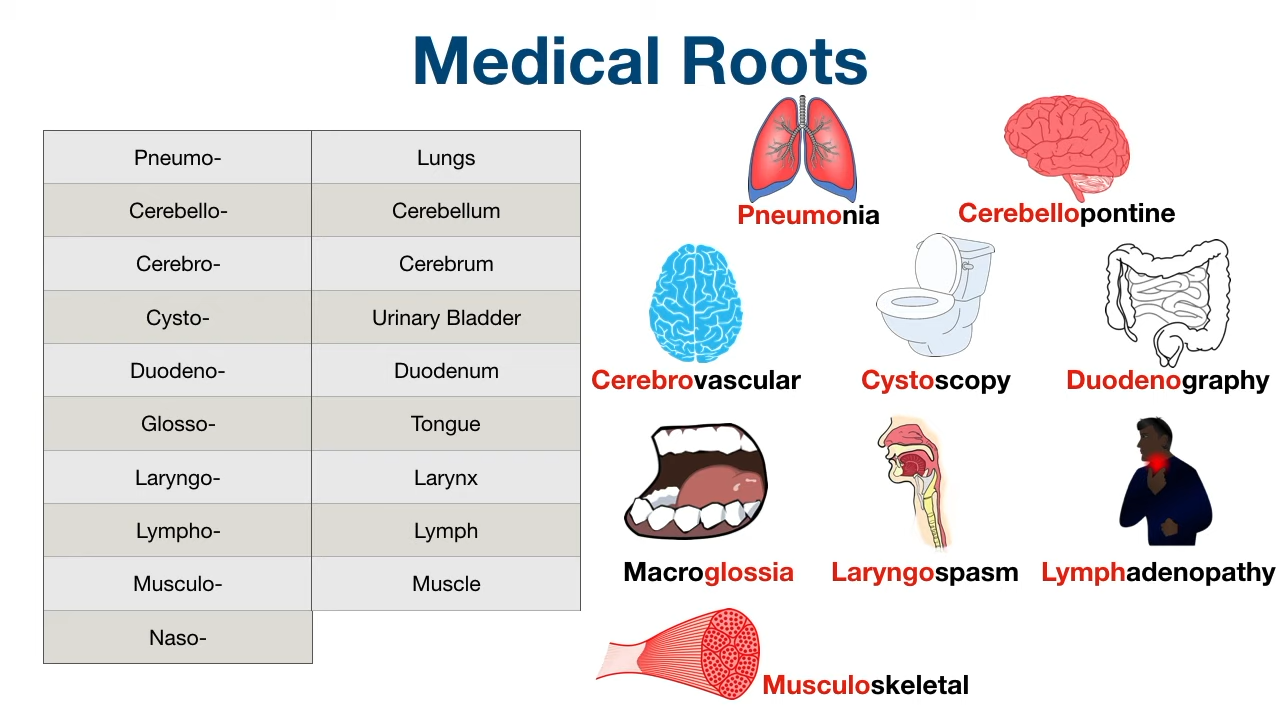 Medical Roots
Pneumo- Lungs
Cerebello- Cerebellum
Cerebro- Cerebrum
Cysto- Urinary Bladder
Duodeno- Duodenum
Glosso- Tongue
Laryngo- Larynx
Lympho- Lymph
Musculo- Muscle
Naso-
Pneumonia
Cerebellopontine
Cerebrovascular
Cystoscopy
Duodenography
Macroglossia
Laryngospasm
Lymphadenopathy
Musculoskeletal